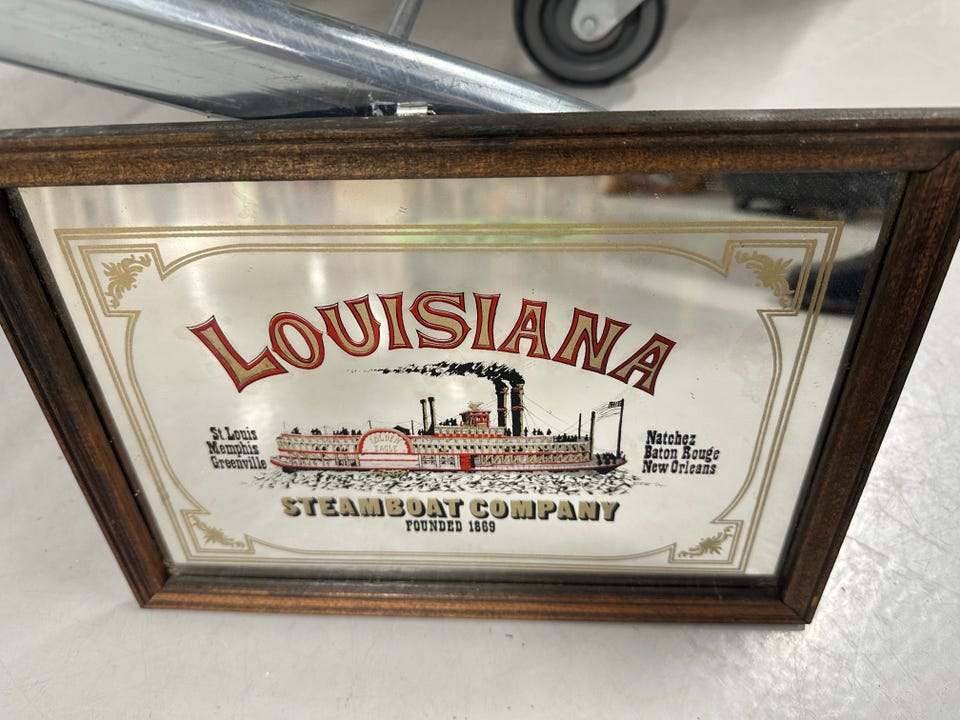 LOUISIANA
GOLDEN
EAGLE
St Louis
Memphis
Greenville
Natchez
Baton Rouge
New Orleans
STEAMBOAT COMPANY
FOUNDED 1869